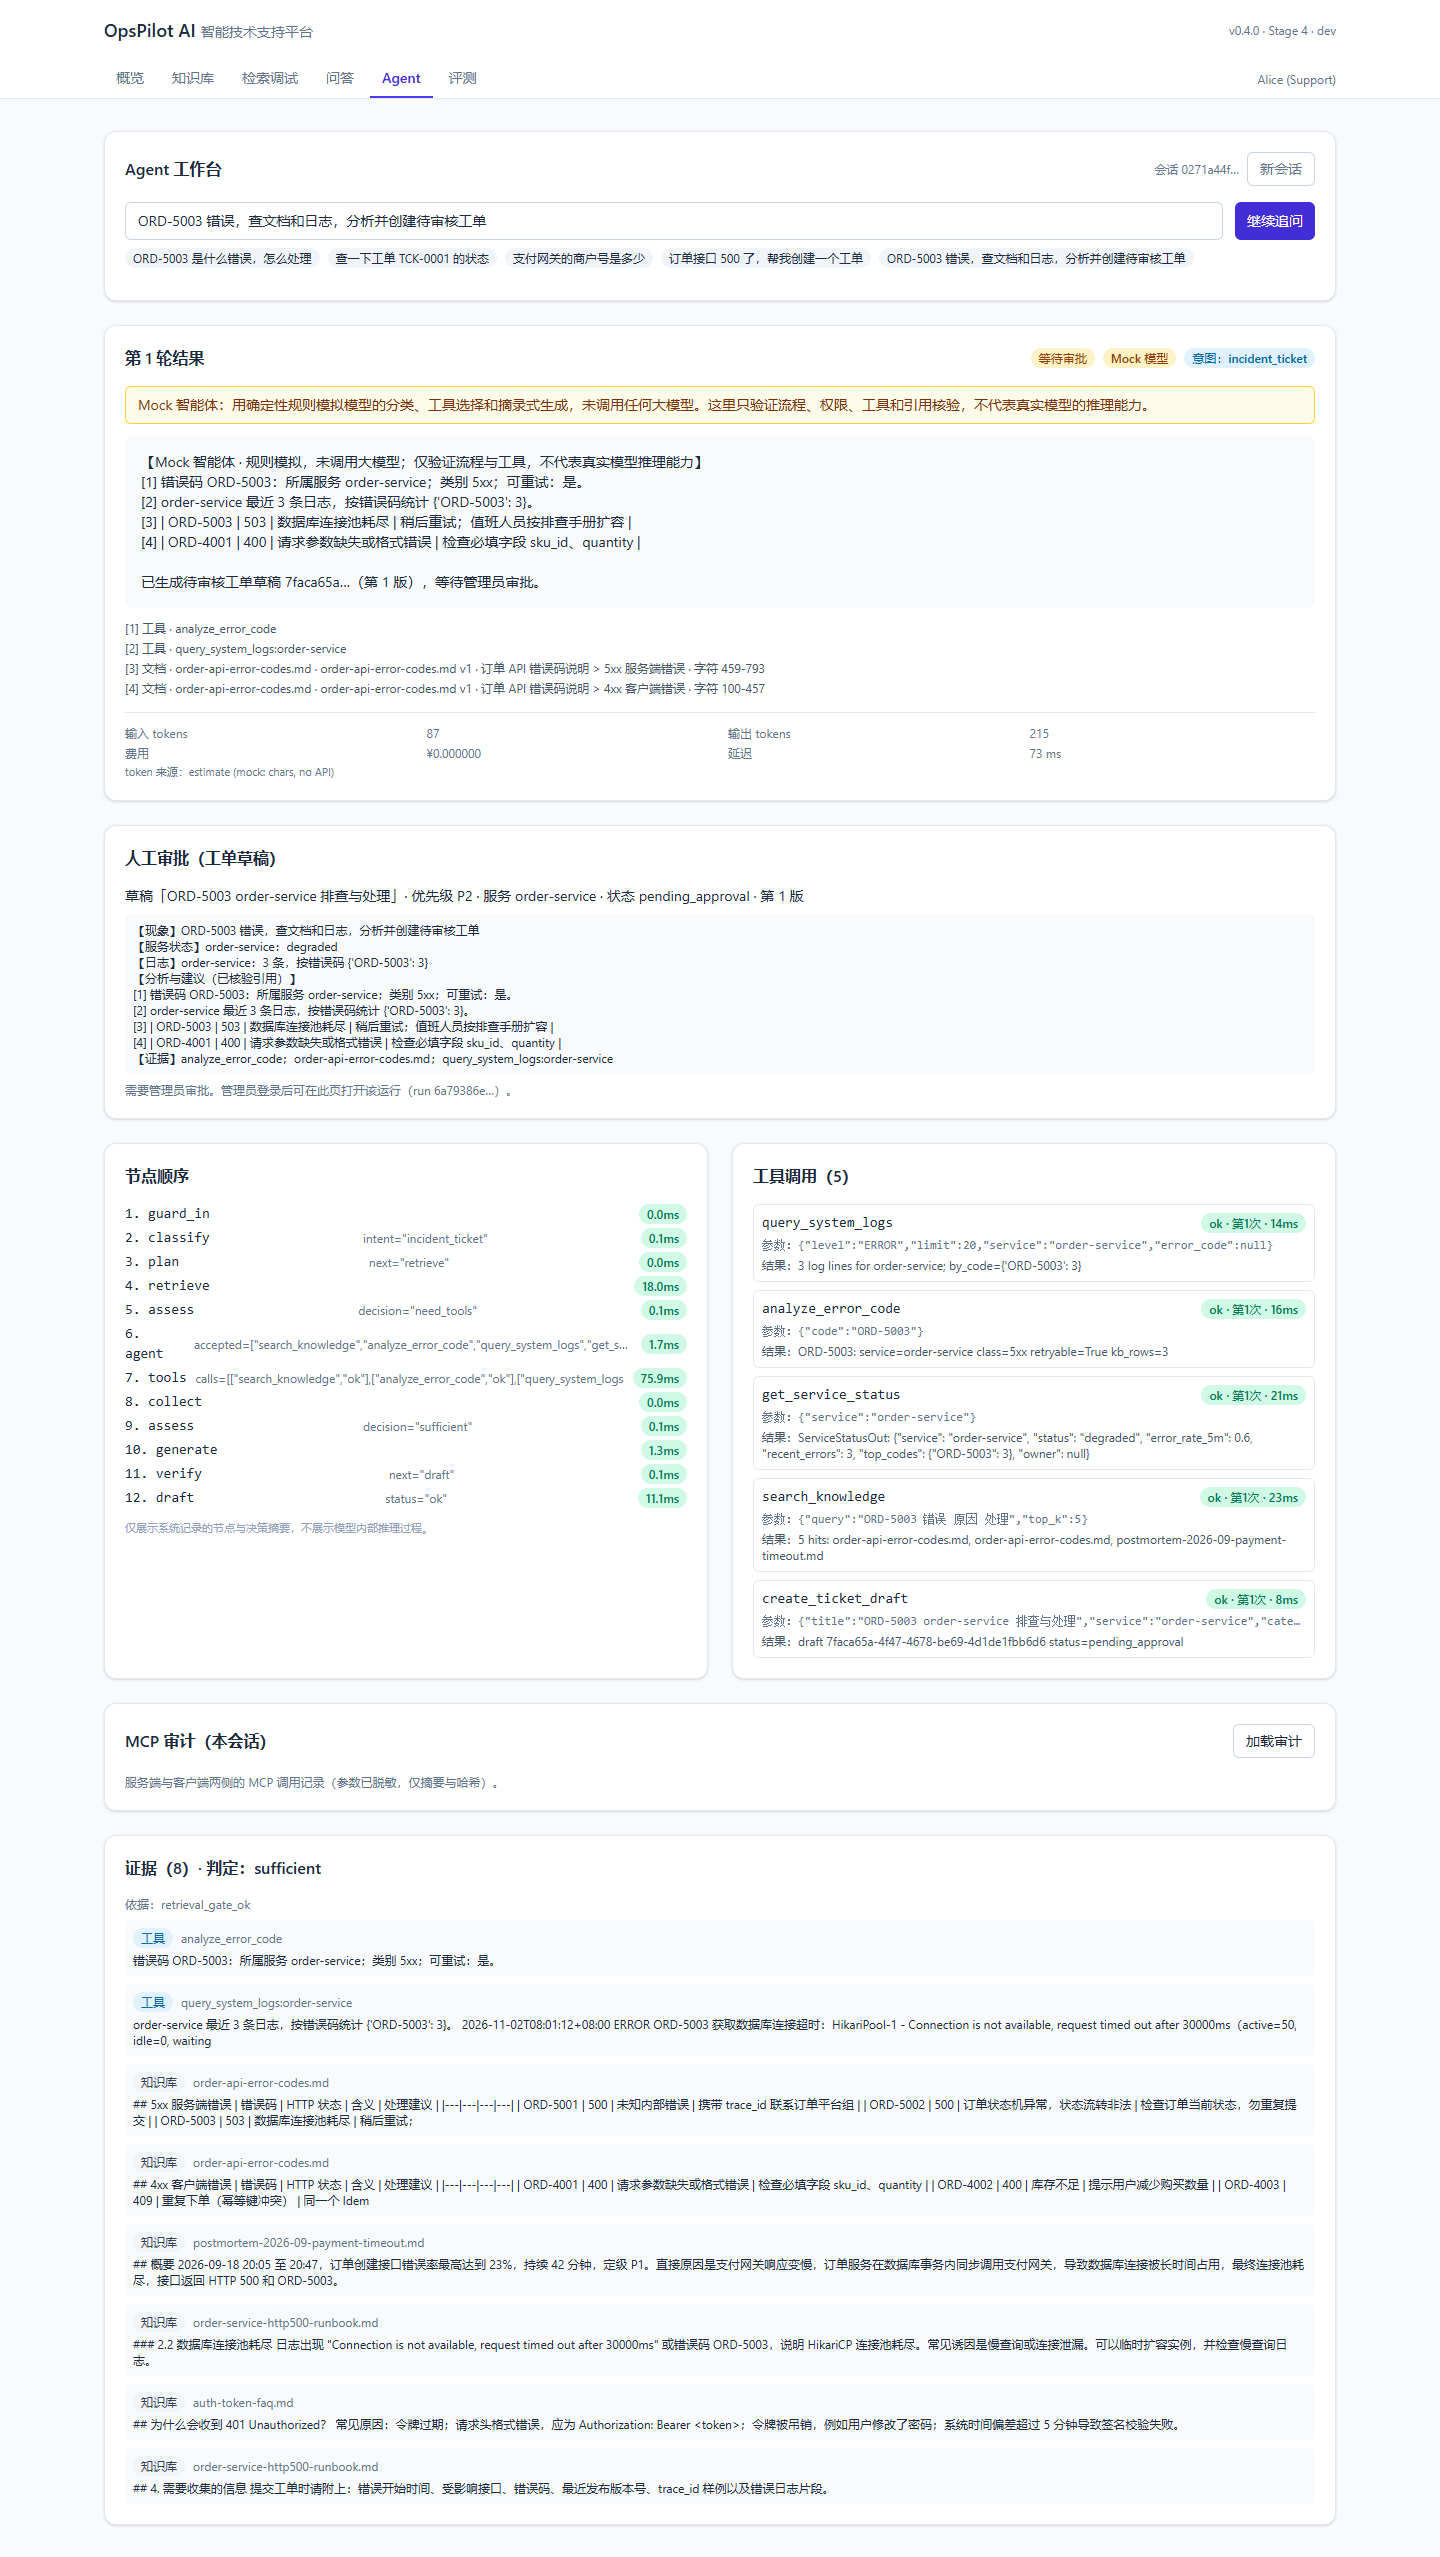 OpsPilot AI 智能技术支持平台
v0.4.0 · Stage 4 · dev
概览 知识库 检索调试 问答 Agent 评测
Alice (Support)
Agent 工作台
会话 0271a44f... 新会话
ORD-5003 错误，查文档和日志，分析并创建待审核工单
继续追问
ORD-5003 是什么错误，怎么处理 查一下工单 TCK-0001 的状态 支付网关的商户号是多少 订单接口 500 了，帮我创建一个工单 ORD-5003 错误，查文档和日志，分析并创建待审核工单
第 1 轮结果
等待审批 Mock 模型 意图：incident_ticket
Mock 智能体：用确定性规则模拟模型的分类、工具选择和摘录式生成，未调用任何大模型。这里只验证流程、权限、工具和引用核验，不代表真实模型的推理能力。
【Mock 智能体 · 规则模拟，未调用大模型；仅验证流程与工具，不代表真实模型推理能力】
[1] 错误码 ORD-5003：所属服务 order-service；类别 5xx；可重试：是。
[2] order-service 最近 3 条日志，按错误码统计 {'ORD-5003': 3}。
[3] | ORD-5003 | 503 | 数据库连接池耗尽 | 稍后重试；值班人员按排查手册扩容 |
[4] | ORD-4001 | 400 | 请求参数缺失或格式错误 | 检查必填字段 sku_id、quantity |
已生成待审核工单草稿 7faca65a...（第 1 版），等待管理员审批。
[1] 工具 · analyze_error_code
[2] 工具 · query_system_logs:order-service
[3] 文档 · order-api-error-codes.md · order-api-error-codes.md v1 · 订单 API 错误码说明 > 5xx 服务端错误 · 字符 459-793
[4] 文档 · order-api-error-codes.md · order-api-error-codes.md v1 · 订单 API 错误码说明 > 4xx 客户端错误 · 字符 100-457
输入 tokens 87 输出 tokens 215
费用 ¥0.000000 延迟 73 ms
token 来源：estimate (mock: chars, no API)
人工审批（工单草稿）
草稿「ORD-5003 order-service 排查与处理」 · 优先级 P2 · 服务 order-service · 状态 pending_approval · 第 1 版
【现象】ORD-5003 错误，查文档和日志，分析并创建待审核工单
【服务状态】order-service：degraded
【日志】order-service：3 条，按错误码 {'ORD-5003': 3}
【分析与建议（已核验引用）】
[1] 错误码 ORD-5003：所属服务 order-service；类别 5xx；可重试：是。
[2] order-service 最近 3 条日志，按错误码统计 {'ORD-5003': 3}。
[3] | ORD-5003 | 503 | 数据库连接池耗尽 | 稍后重试；值班人员按排查手册扩容 |
[4] | ORD-4001 | 400 | 请求参数缺失或格式错误 | 检查必填字段 sku_id、quantity |
【证据】analyze_error_code；order-api-error-codes.md；query_system_logs:order-service
需要管理员审批。管理员登录后可在此页打开该运行（run 6a79386e...）。
节点顺序
1. guard_in 0.0ms
2. classify intent="incident_ticket" 0.1ms
3. plan next="retrieve" 0.0ms
4. retrieve 18.0ms
5. assess decision="need_tools" 0.1ms
6. agent accepted=["search_knowledge","analyze_error_code","query_system_logs","get_s... 1.7ms
7. tools calls=[["search_knowledge","ok"],["analyze_error_code","ok"],["query_system_logs 75.9ms
8. collect 0.0ms
9. assess decision="sufficient" 0.1ms
10. generate 1.3ms
11. verify next="draft" 0.1ms
12. draft status="ok" 11.1ms
仅展示系统记录的节点与决策摘要，不展示模型内部推理过程。
工具调用（5）
query_system_logs ok · 第1次 · 14ms
参数：{"level":"ERROR","limit":20,"service":"order-service","error_code":null}
结果：3 log lines for order-service; by_code={'ORD-5003': 3}
analyze_error_code ok · 第1次 · 16ms
参数：{"code":"ORD-5003"}
结果：ORD-5003: service=order-service class=5xx retryable=True kb_rows=3
get_service_status ok · 第1次 · 21ms
参数：{"service":"order-service"}
结果：ServiceStatusOut: {"service": "order-service", "status": "degraded", "error_rate_5m": 0.6,
"recent_errors": 3, "top_codes": {"ORD-5003": 3}, "owner": null}
search_knowledge ok · 第1次 · 23ms
参数：{"query":"ORD-5003 错误 原因 处理","top_k":5}
结果：5 hits: order-api-error-codes.md, order-api-error-codes.md, postmortem-2026-09-payment-
timeout.md
create_ticket_draft ok · 第1次 · 8ms
参数：{"title":"ORD-5003 order-service 排查与处理","service":"order-service","cate...
结果：draft 7faca65a-4f47-4678-be69-4d1de1fbb6d6 status=pending_approval
MCP 审计（本会话）
加载审计
服务端与客户端两侧的 MCP 调用记录（参数已脱敏，仅摘要与哈希）。
证据（8）· 判定：sufficient
依据：retrieval_gate_ok
工具 analyze_error_code
错误码 ORD-5003：所属服务 order-service；类别 5xx；可重试：是。
工具 query_system_logs:order-service
order-service 最近 3 条日志，按错误码统计 {'ORD-5003': 3}。 2026-11-02T08:01:12+08:00 ERROR ORD-5003 获取数据库连接超时：HikariPool-1 - Connection is not available, request timed out after 30000ms（active=50,
idle=0, waiting
知识库 order-api-error-codes.md
## 5xx 服务端错误 | 错误码 | HTTP 状态 | 含义 | 处理建议 | |---|---|---|---| | ORD-5001 | 500 | 未知内部错误 | 携带 trace_id 联系订单平台组 | | ORD-5002 | 500 | 订单状态机异常，状态流转非法 | 检查订单当前状态，勿重复提
交 | | ORD-5003 | 503 | 数据库连接池耗尽 | 稍后重试；
知识库 order-api-error-codes.md
## 4xx 客户端错误 | 错误码 | HTTP 状态 | 含义 | 处理建议 | |---|---|---|---| | ORD-4001 | 400 | 请求参数缺失或格式错误 | 检查必填字段 sku_id、quantity | | ORD-4002 | 400 | 库存不足 | 提示用户减少购买数量 | | ORD-4003 |
409 | 重复下单（幂等键冲突） | 同一个 Idem
知识库 postmortem-2026-09-payment-timeout.md
## 概要 2026-09-18 20:05 至 20:47，订单创建接口错误率最高达到 23%，持续 42 分钟，定级 P1。直接原因是支付网关响应变慢，订单服务在数据库事务内同步调用支付网关，导致数据库连接被长时间占用，最终连接池耗
尽，接口返回 HTTP 500 和 ORD-5003。
知识库 order-service-http500-runbook.md
### 2.2 数据库连接池耗尽 日志出现 "Connection is not available, request timed out after 30000ms" 或错误码 ORD-5003，说明 HikariCP 连接池耗尽。常见诱因是慢查询或连接泄漏。可以临时扩容实例，并检查慢查询日
志。
知识库 auth-token-faq.md
## 为什么会收到 401 Unauthorized？ 常见原因：令牌过期；请求头格式错误，应为 Authorization: Bearer <token>；令牌被吊销，例如用户修改了密码；系统时间偏差超过 5 分钟导致签名校验失败。
知识库 order-service-http500-runbook.md
## 4. 需要收集的信息 提交工单时请附上：错误开始时间、受影响接口、错误码、最近发布版本号、trace_id 样例以及错误日志片段。